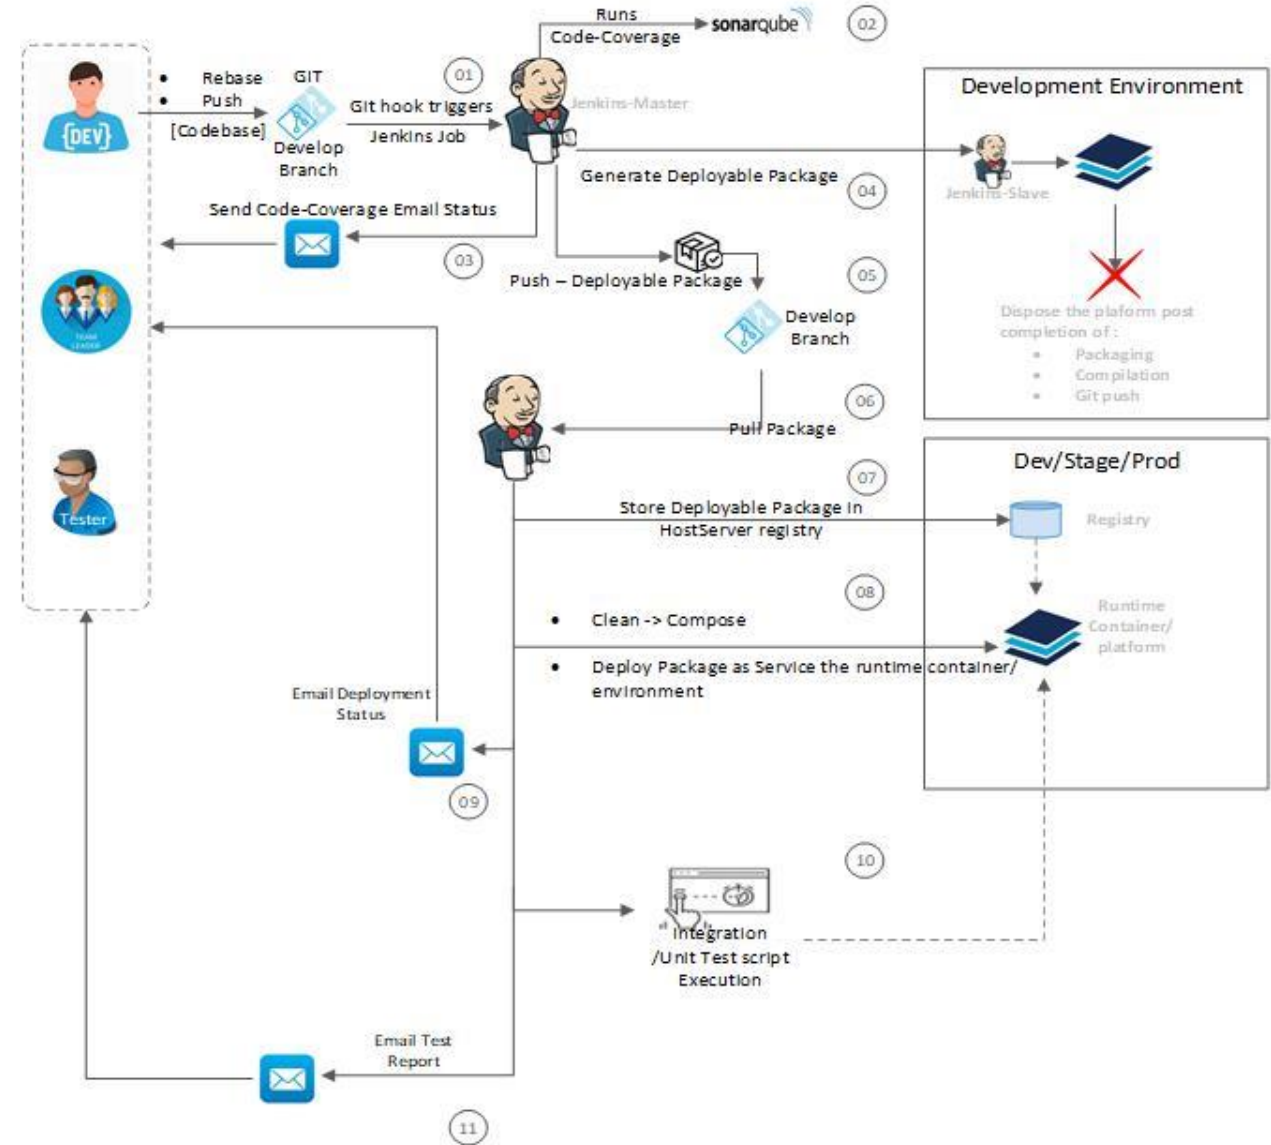 Runs
Code-Coverage
sonarqube
02
{DEV}
Rebase
Push
[Codebase]
GIT
Develop
Branch
01
Git hook triggers
Jenkins Job
Jenkins-Master
Development Environment
Generate Deployable Package
04
Jenkins-Slave
Send Code-Coverage Email Status
03
Push – Deployable Package
05
Develop
Branch
Dispose the plaform post
completion of :
Packaging
Compilation
Git push
TEAM
LEADER
06
Pull Package
Tester
Dev/Stage/Prod
07
Store Deployable Package in
HostServer registry
Registry
08
Clean -> Compose
Deploy Package as Service the runtime container/
environment
Runtime
Container/
platform
Email Deployment
Status
09
10
Integration
/Unit Test script
Execution
Email Test
Report
11